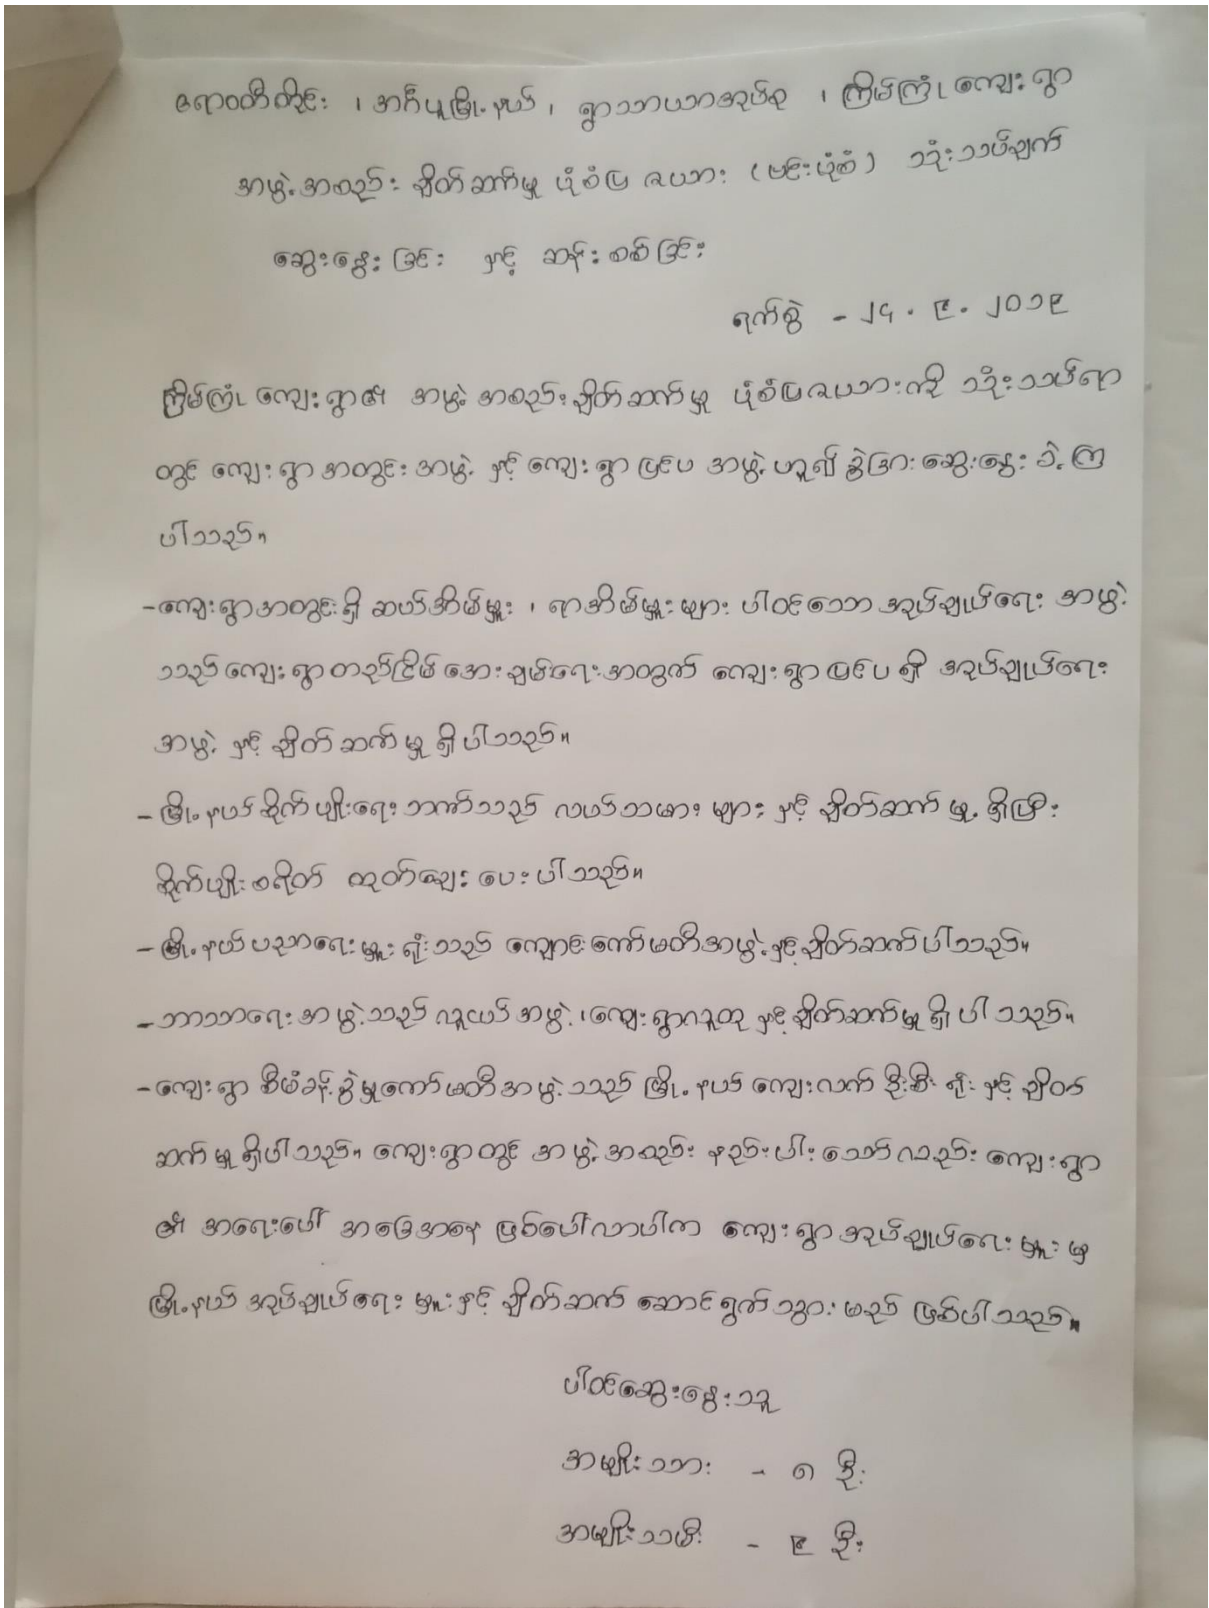 ဧရာဝတီတိုင်း ၊ အင်္ဂပူမြို့နယ် ၊ ရွာသာယာအုပ်စု ၊ ကြိမ်ကြုံ ကျေးရွာ
အဖွဲ့အစည်း ချိတ်ဆက်မှု ပုံစံပြ ဇယား (ဗင်းပုံစံ) သုံးသပ်ချက်
ဆွေးနွေးခြင်း နှင့် ဆန်းစစ်ခြင်း
ရက်စွဲ - ၂၄ . ၉ . ၂၀၁၉
ကြိမ်ကြုံ ကျေးရွာ၏ အဖွဲ့အစည်းချိတ်ဆက်မှု ပုံစံပြဇယားကို သုံးသပ်ရာ
တွင် ကျေးရွာအတွင်းအဖွဲ့ နှင့် ကျေးရွာပြင်ပ အဖွဲ့ဟူ၍ ခွဲခြားဆွေးနွေးခဲ့ကြ
ပါသည်။
-ကျေးရွာအတွင်းရှိ ဆယ်အိမ်မှူး ၊ ရာအိမ်မှူးများ ပါဝင်သော အုပ်ချုပ်ရေး အဖွဲ့
သည် ကျေးရွာတည်ငြိမ်အေးချမ်းရေးအတွက် ကျေးရွာပြင်ပရှိ အုပ်ချုပ်ရေး
အဖွဲ့ နှင့် ချိတ်ဆက်မှု ရှိပါသည်။
- မြို့နယ်စိုက်ပျိုးရေးဘဏ်သည် လယ်သမားများ နှင့် ချိတ်ဆက်မှု ရှိပြီး
စိုက်ပျိုးစရိတ် ထုတ်ချေးပေးပါသည်။
- မြို့နယ်ပညာရေးမှူးရုံးသည် ကျောင်းကော်မတီအဖွဲ့နှင့်ချိတ်ဆက်ပါသည်။
- ဘာသာရေးအဖွဲ့သည် လူငယ်အဖွဲ့ ၊ ကျေးရွာလူထု နှင့်ချိတ်ဆက်မှုရှိပါသည်။
- ကျေးရွာ စီမံခန့်ခွဲမှုကော်မတီအဖွဲ့သည် မြို့နယ် ကျေးလက် ဦးစီးရုံး နှင့် ချိတ်
ဆက်မှုရှိပါသည်။ ကျေးရွာတွင် အဖွဲ့အစည်း နည်းပါးသော်လည်း ကျေးရွာ
၏ အရေးပေါ် အခြေအနေ ဖြစ်ပေါ်လာပါက ကျေးရွာအုပ်ချုပ်ရေးမှူးမှ
မြို့နယ် အုပ်ချုပ်ရေးမှူးနှင့် ချိတ်ဆက် ဆောင်ရွက်သွားမည် ဖြစ်ပါသည်။
ပါဝင်ဆွေးနွေးသူ
အမျိုးသား - ၈ ဦး
အမျိုးသမီး - ၉ ဦး